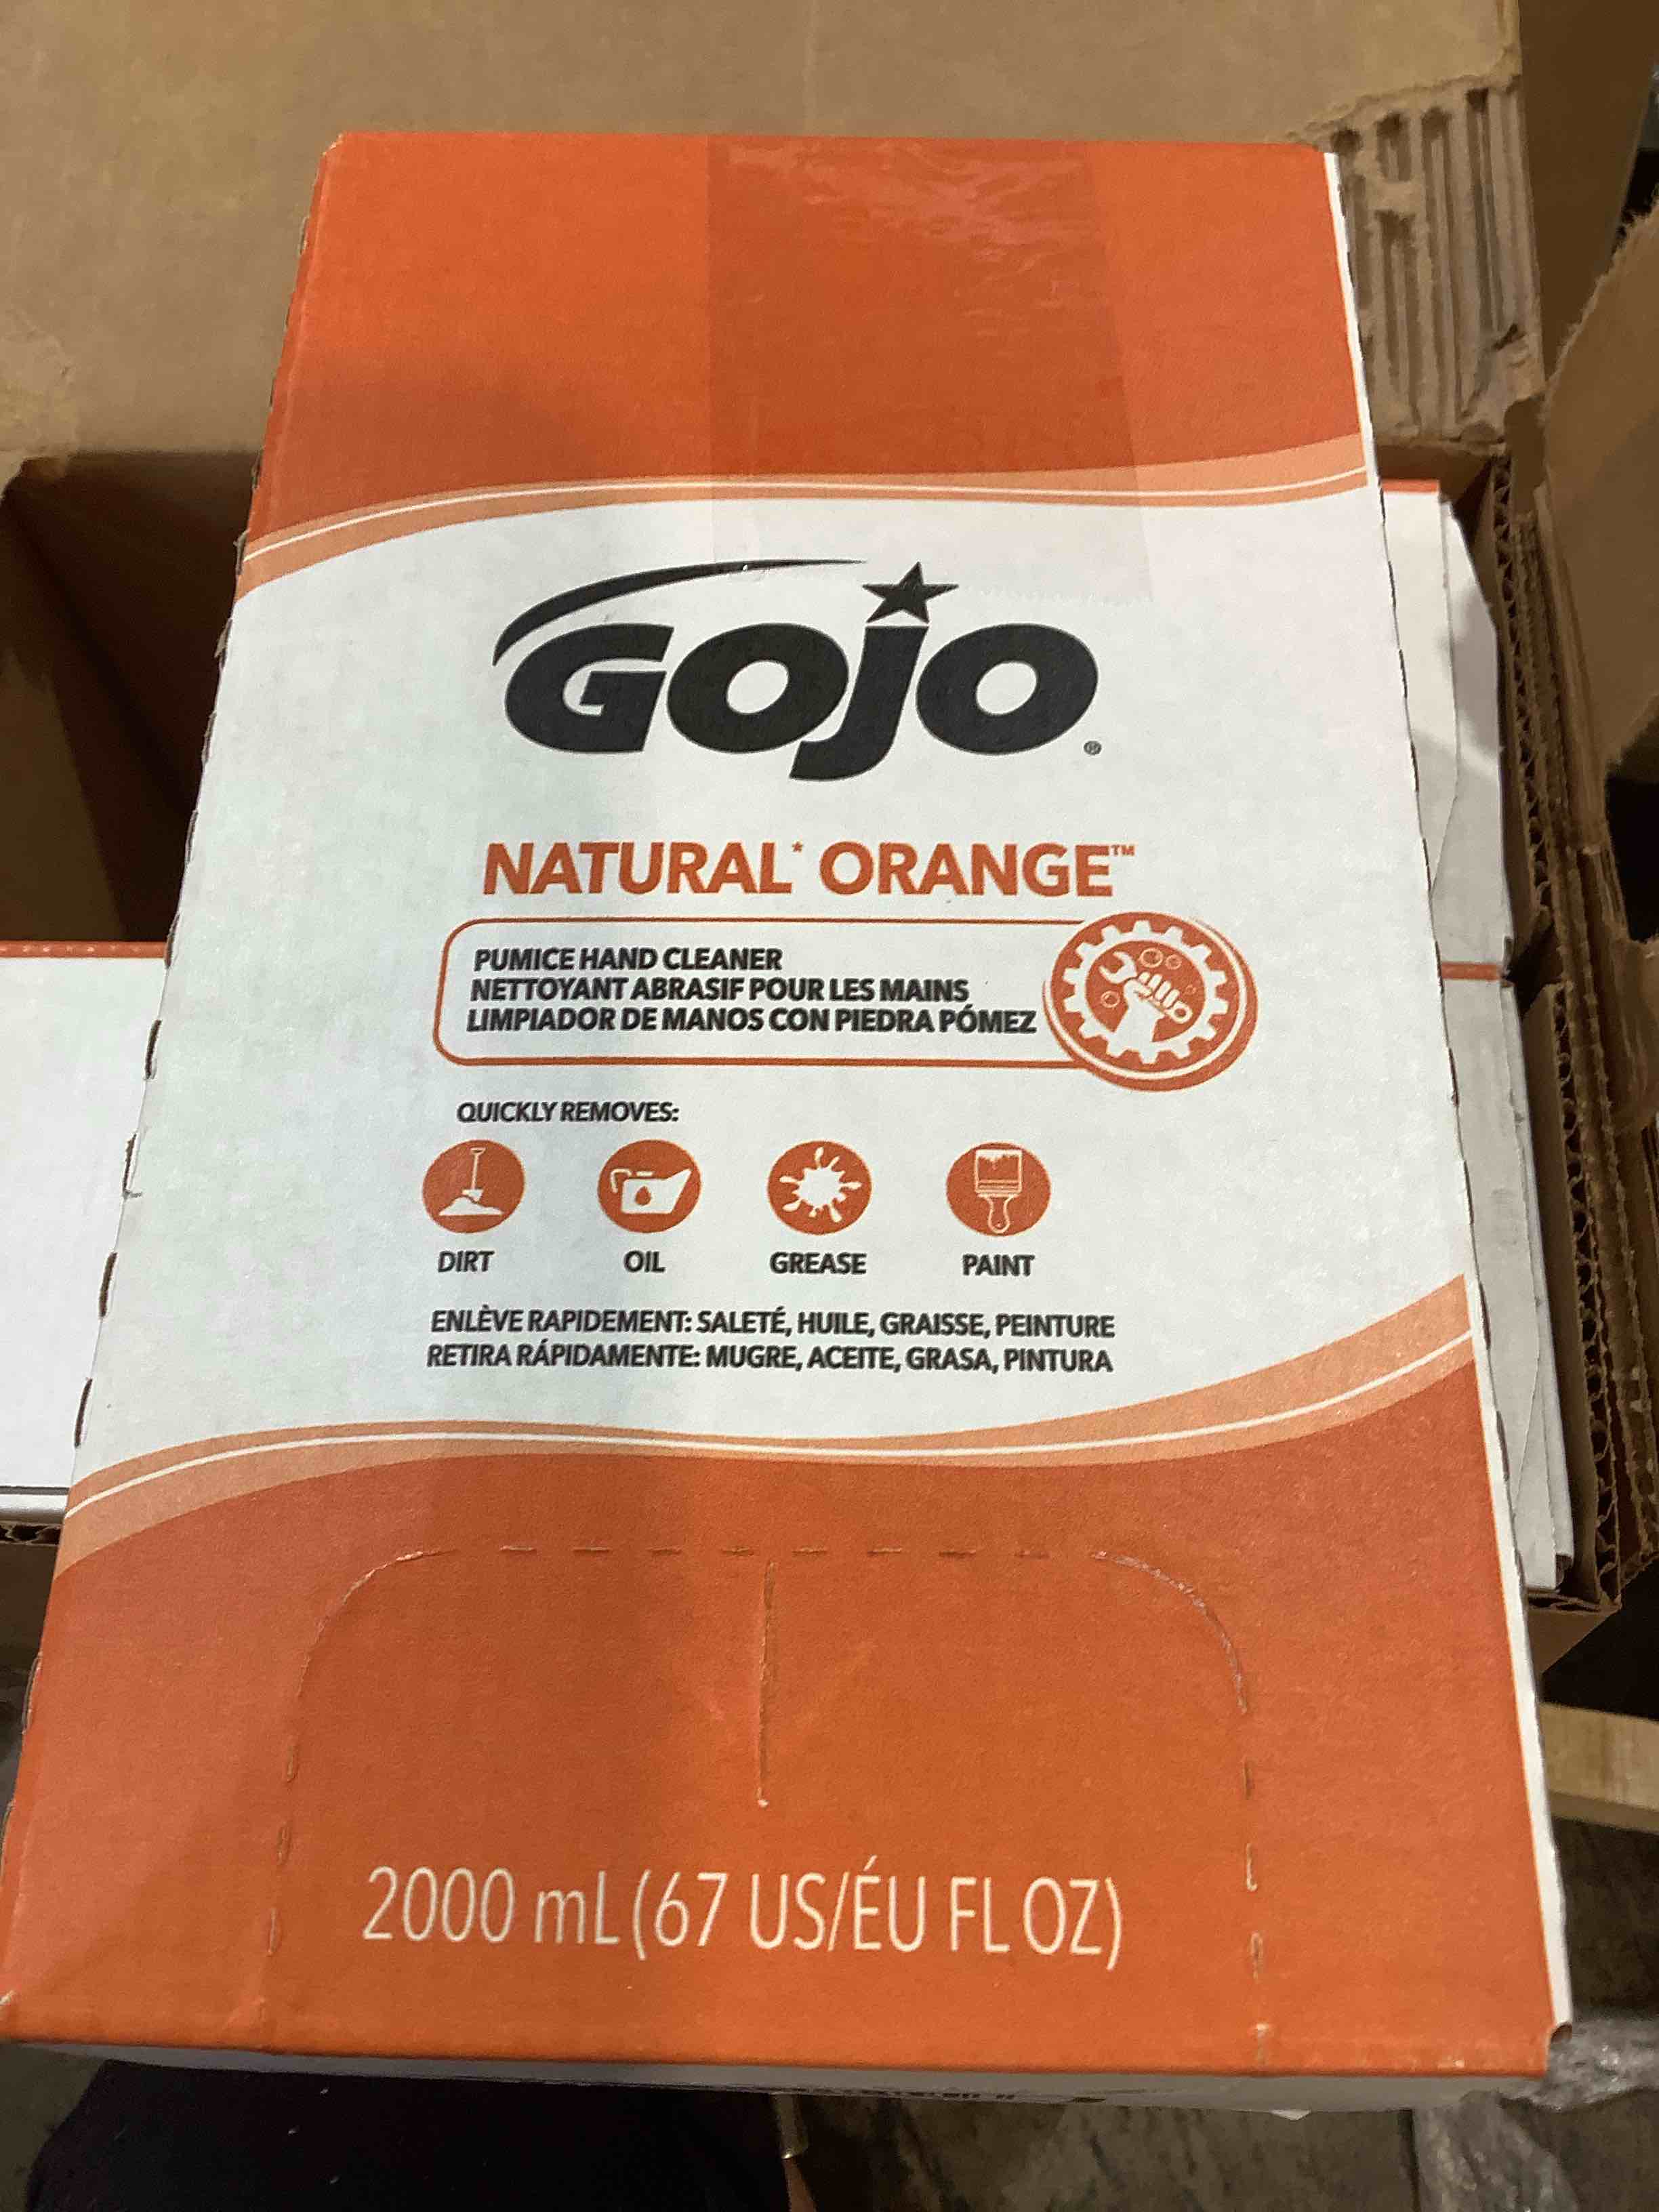 GOJO®
NATURAL* ORANGE™
PUMICE HAND CLEANER
NETTOYANT ABRASIF POUR LES MAINS
LIMPIADOR DE MANOS CON PIEDRA PÓMEZ
QUICKLY REMOVES:
DIRT OIL GREASE PAINT
ENLÈVE RAPIDEMENT: SALETÉ, HUILE, GRAISSE, PEINTURE
RETIRA RÁPIDAMENTE: MUGRE, ACEITE, GRASA, PINTURA
2000 mL (67 US/ÉU FL OZ)